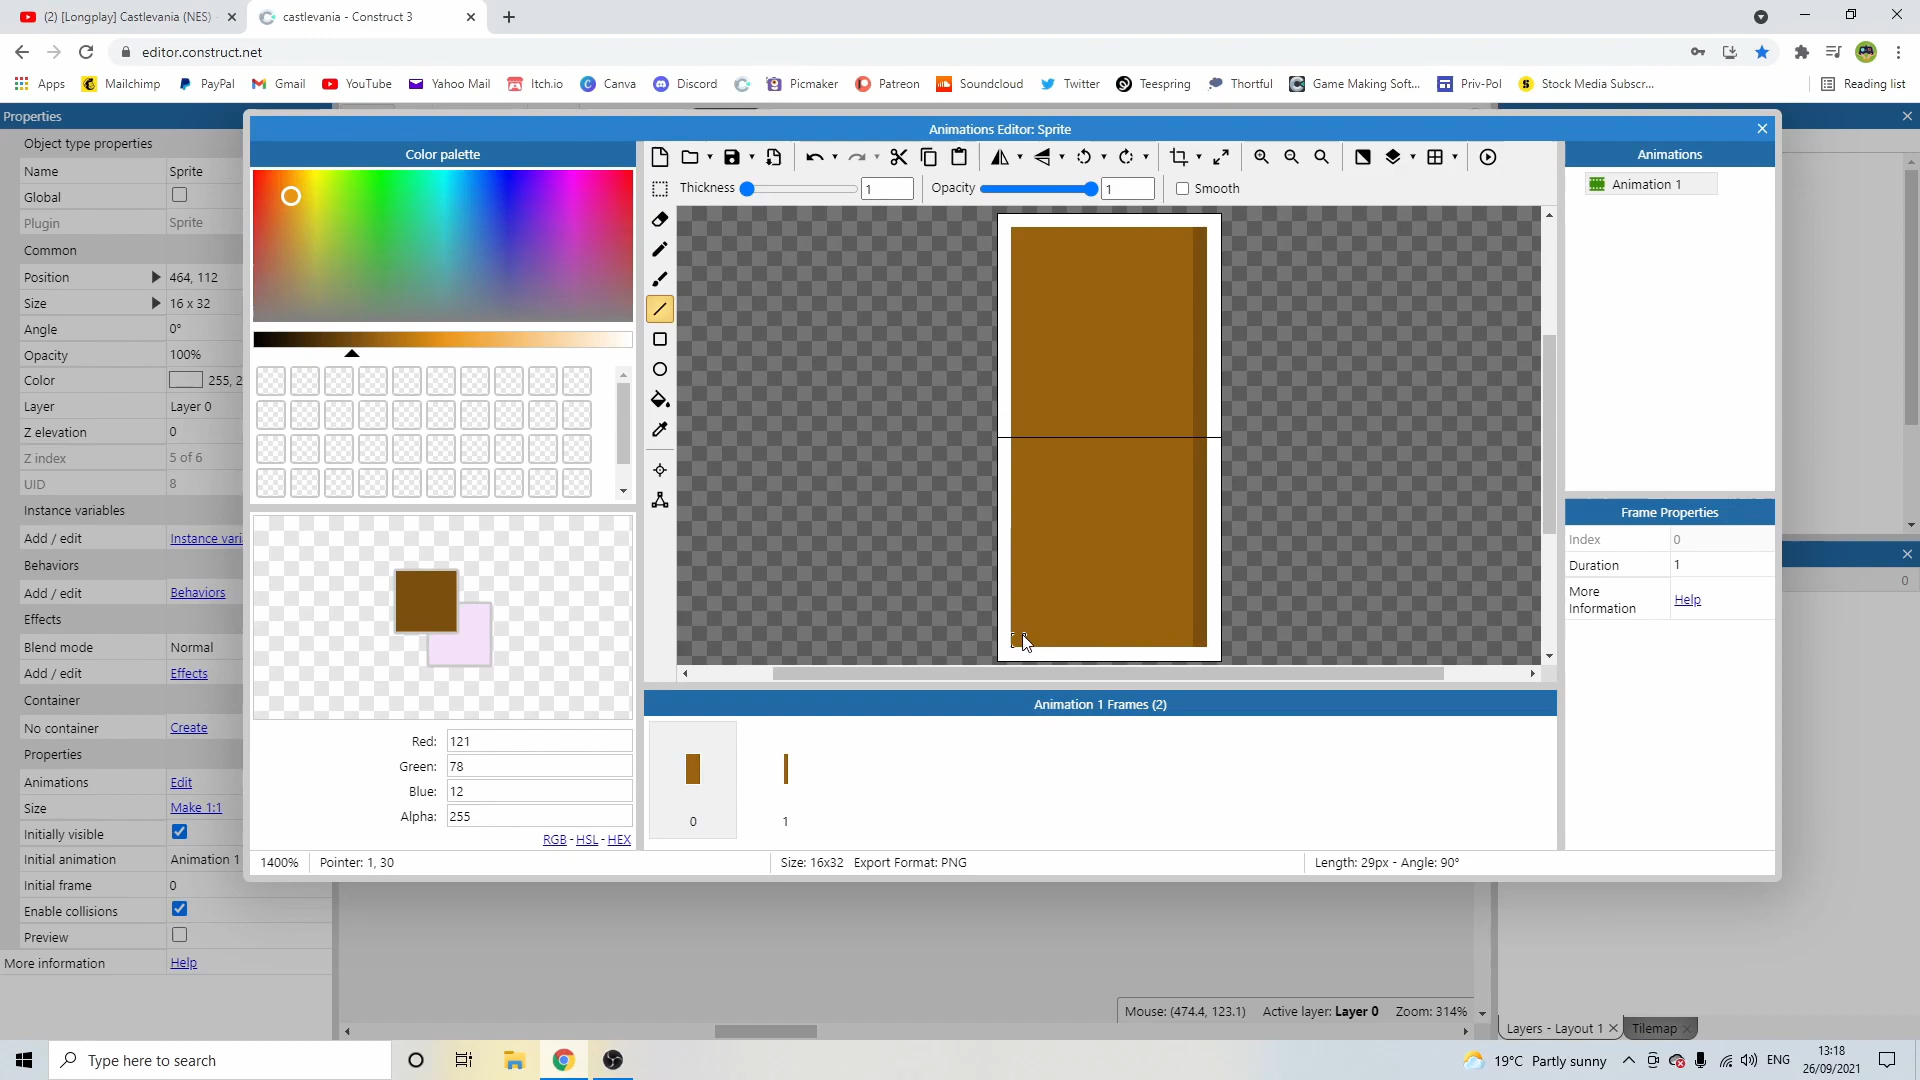 (2) [Longplay] Castlevania (NES)
castlevania - Construct 3
editor.construct.net
Apps
Mailchimp
PayPal
Gmail
YouTube
Yahoo Mail
Itch.io
Canva
Discord
Picmaker
Patreon
Soundcloud
Twitter
Teespring
Thortful
Game Making Soft...
Priv-Pol
Stock Media Subscr...
Reading list
Properties
Object type properties
Name Sprite
Global
Plugin Sprite
Common
Position 464, 112
Size 16 x 32
Angle 0°
Opacity 100%
Color 255, 2
Layer Layer 0
Z elevation 0
Z index 5 of 6
UID 8
Instance variables
Add / edit Instance vari
Behaviors
Add / edit Behaviors
Effects
Blend mode Normal
Add / edit Effects
Container
No container Create
Properties
Animations Edit
Size Make 1:1
Initially visible
Initial animation Animation 1
Initial frame 0
Enable collisions
Preview
More information Help
Animations Editor: Sprite
Color palette
Thickness 1
Opacity 1
Smooth
Red: 121
Green: 78
Blue: 12
Alpha: 255
RGB - HSL - HEX
Animation 1 Frames (2)
0
1
1400%
Pointer: 1, 30
Size: 16x32 Export Format: PNG
Length: 29px - Angle: 90°
Animations
Animation 1
Frame Properties
Index 0
Duration 1
More
Information
Help
0
Mouse: (474.4, 123.1) Active layer: Layer 0 Zoom: 314%
Layers - Layout 1
Tilemap
Type here to search
19°C Partly sunny
ENG
13:18
26/09/2021